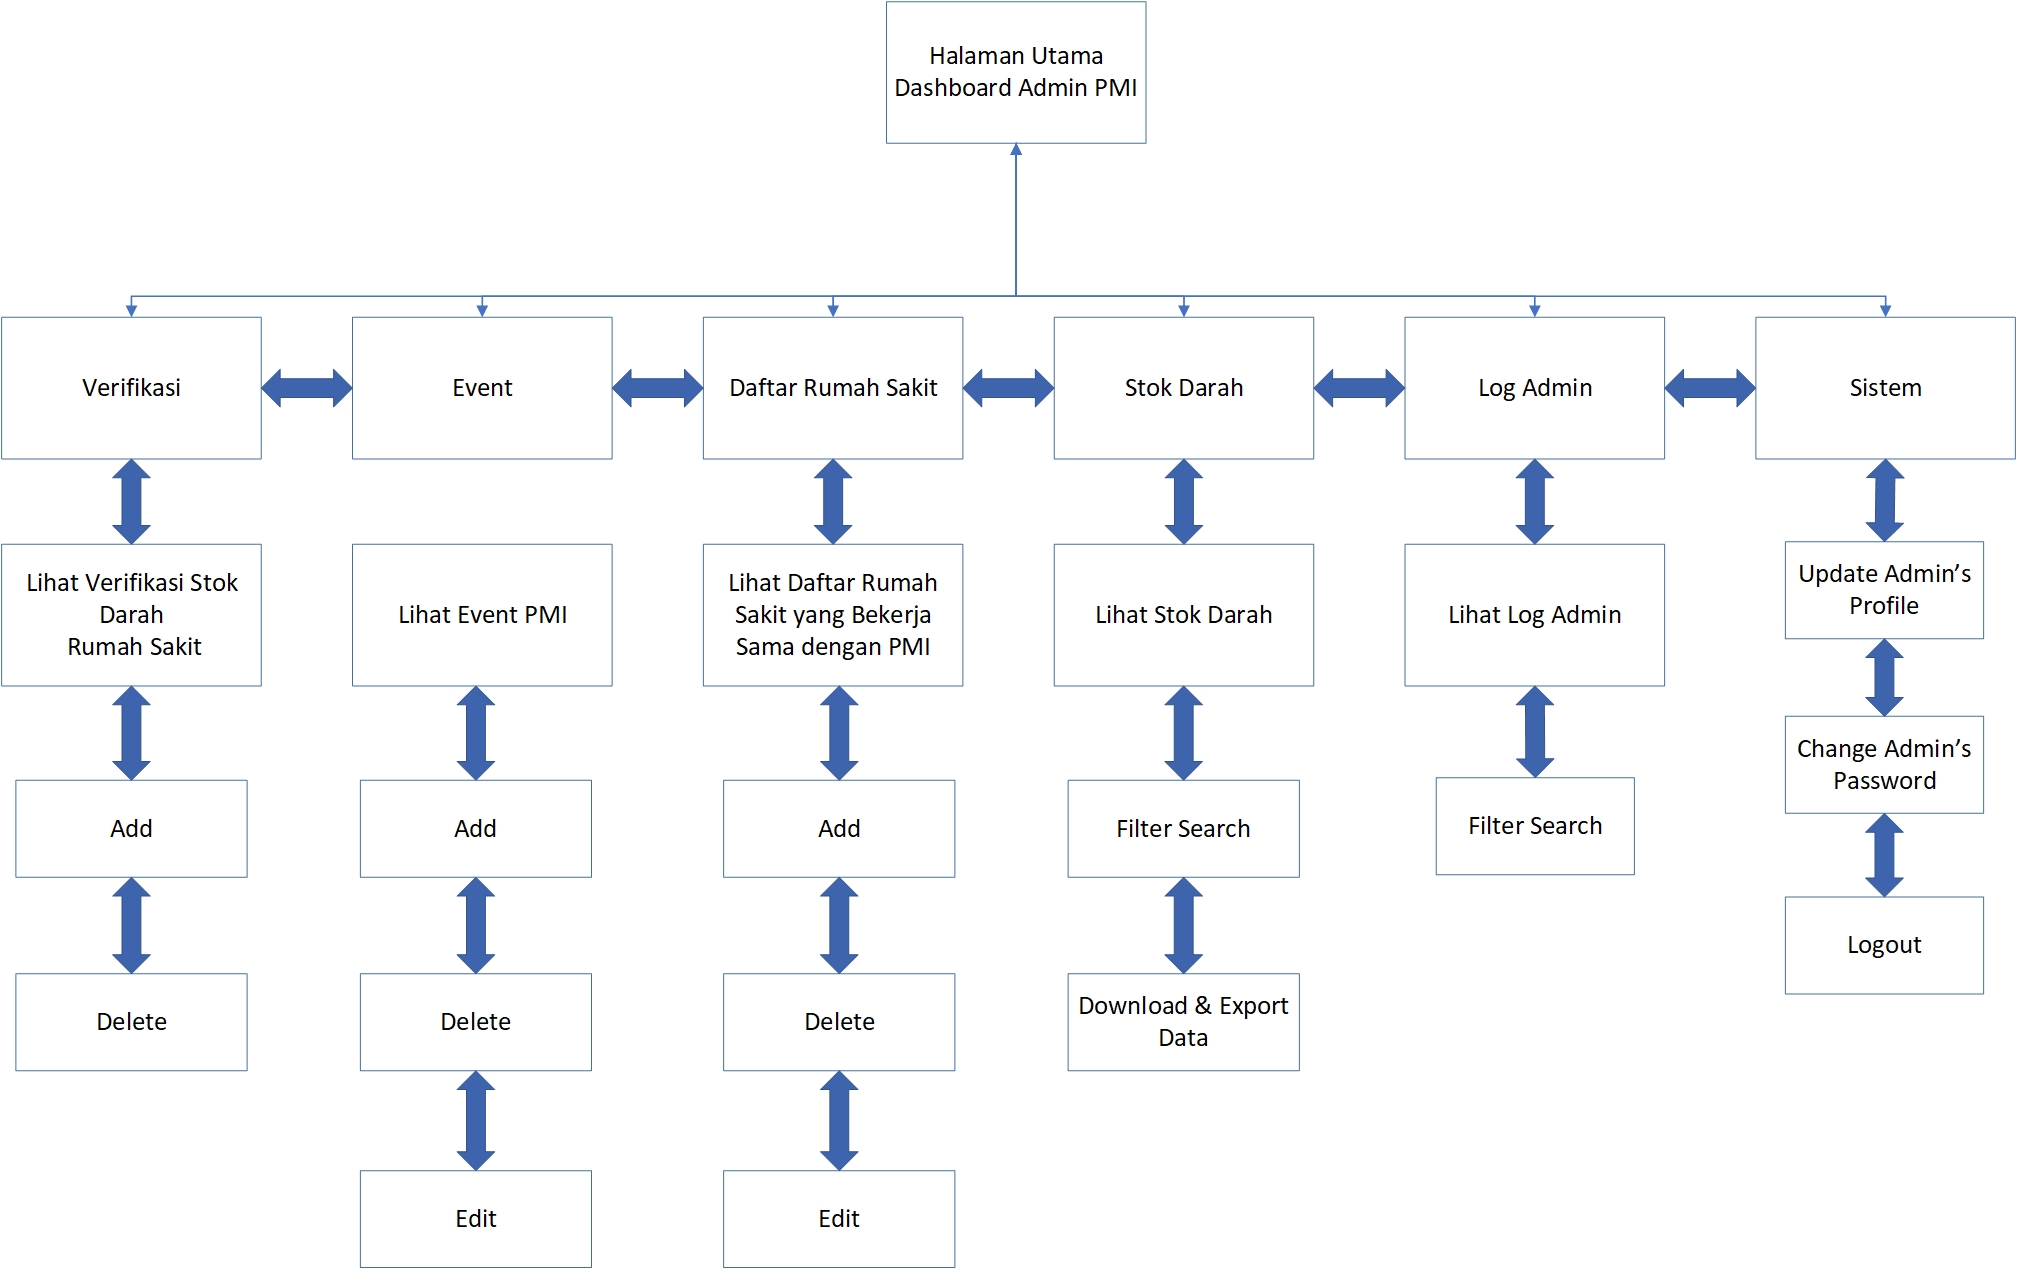 Halaman Utama
Dashboard Admin PMI
Verifikasi
Event
Daftar Rumah Sakit
Stok Darah
Log Admin
Sistem
Lihat Verifikasi Stok
Darah
Rumah Sakit
Lihat Event PMI
Lihat Daftar Rumah
Sakit yang Bekerja
Sama dengan PMI
Lihat Stok Darah
Lihat Log Admin
Update Admin’s
Profile
Add
Add
Add
Filter Search
Filter Search
Change Admin’s
Password
Delete
Delete
Delete
Download & Export
Data
Logout
Edit
Edit